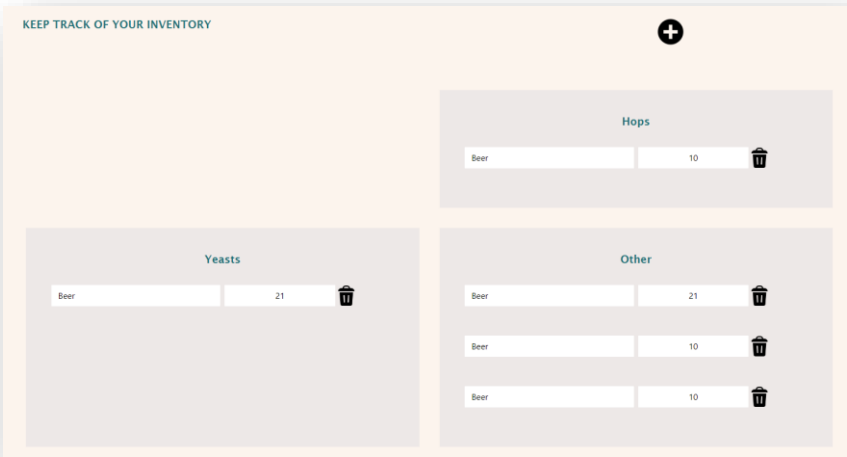 KEEP TRACK OF YOUR INVENTORY
Hops
Beer 10
Yeasts
Beer 21
Other
Beer 21
Beer 10
Beer 10